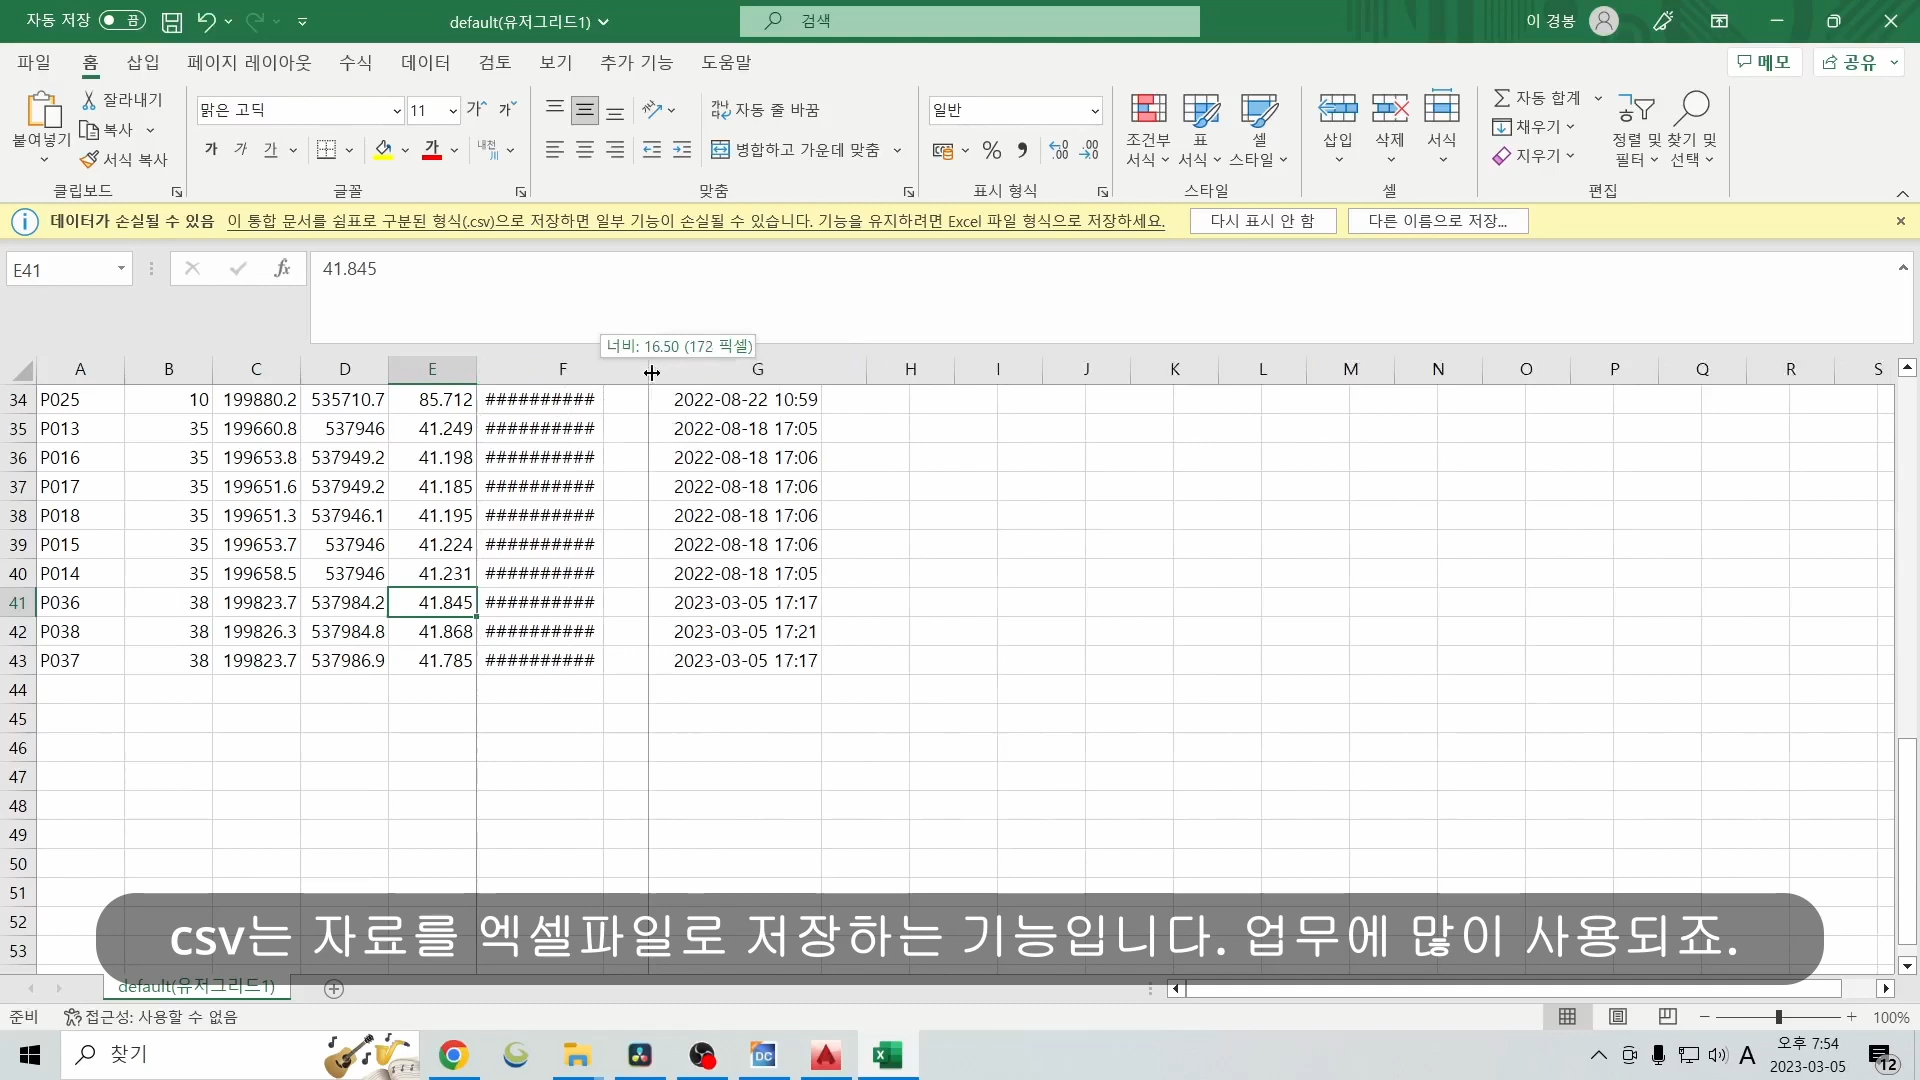 자동 저장 끔 default(유저그리드1) 검색 이 경봉
파일 홈 삽입 페이지 레이아웃 수식 데이터 검토 보기 추가 기능 도움말 메모 공유
붙여넣기 잘라내기 복사 서식 복사 클립보드
맑은 고딕 11 가 가
가 가 가 가 내천 川 글꼴
가나 다라 자동 줄 바꿈
병합하고 가운데 맞춤 맞춤
일반
% , .00 .00 표시 형식
조건부 서식 표 서식 셀 스타일 스타일
삽입 삭제 서식 셀
자동 합계 채우기 지우기 정렬 및 필터 찾기 및 선택 편집
데이터가 손실될 수 있음 이 통합 문서를 쉼표로 구분된 형식(.csv)으로 저장하면 일부 기능이 손실될 수 있습니다. 기능을 유지하려면 Excel 파일 형식으로 저장하세요. 다시 표시 안 함 다른 이름으로 저장...
E41 fx 41.845
너비: 16.50 (172 픽셀)
A B C D E F G H I J K L M N O P Q R S
34 P025 10 199880.2 535710.7 85.712 ########## 2022-08-22 10:59
35 P013 35 199660.8 537946 41.249 ########## 2022-08-18 17:05
36 P016 35 199653.8 537949.2 41.198 ########## 2022-08-18 17:06
37 P017 35 199651.6 537949.2 41.185 ########## 2022-08-18 17:06
38 P018 35 199651.3 537946.1 41.195 ########## 2022-08-18 17:06
39 P015 35 199653.7 537946 41.224 ########## 2022-08-18 17:06
40 P014 35 199658.5 537946 41.231 ########## 2022-08-18 17:05
41 P036 38 199823.7 537984.2 41.845 ########## 2023-03-05 17:17
42 P038 38 199826.3 537984.8 41.868 ########## 2023-03-05 17:21
43 P037 38 199823.7 537986.9 41.785 ########## 2023-03-05 17:17
44
45
46
47
48
49
50
51
52
53
csv는 자료를 엑셀파일로 저장하는 기능입니다. 업무에 많이 사용되죠.
default(유저그리드1)
준비 접근성: 사용할 수 없음 100%
찾기 DC A 오후 7:54
2023-03-05 12